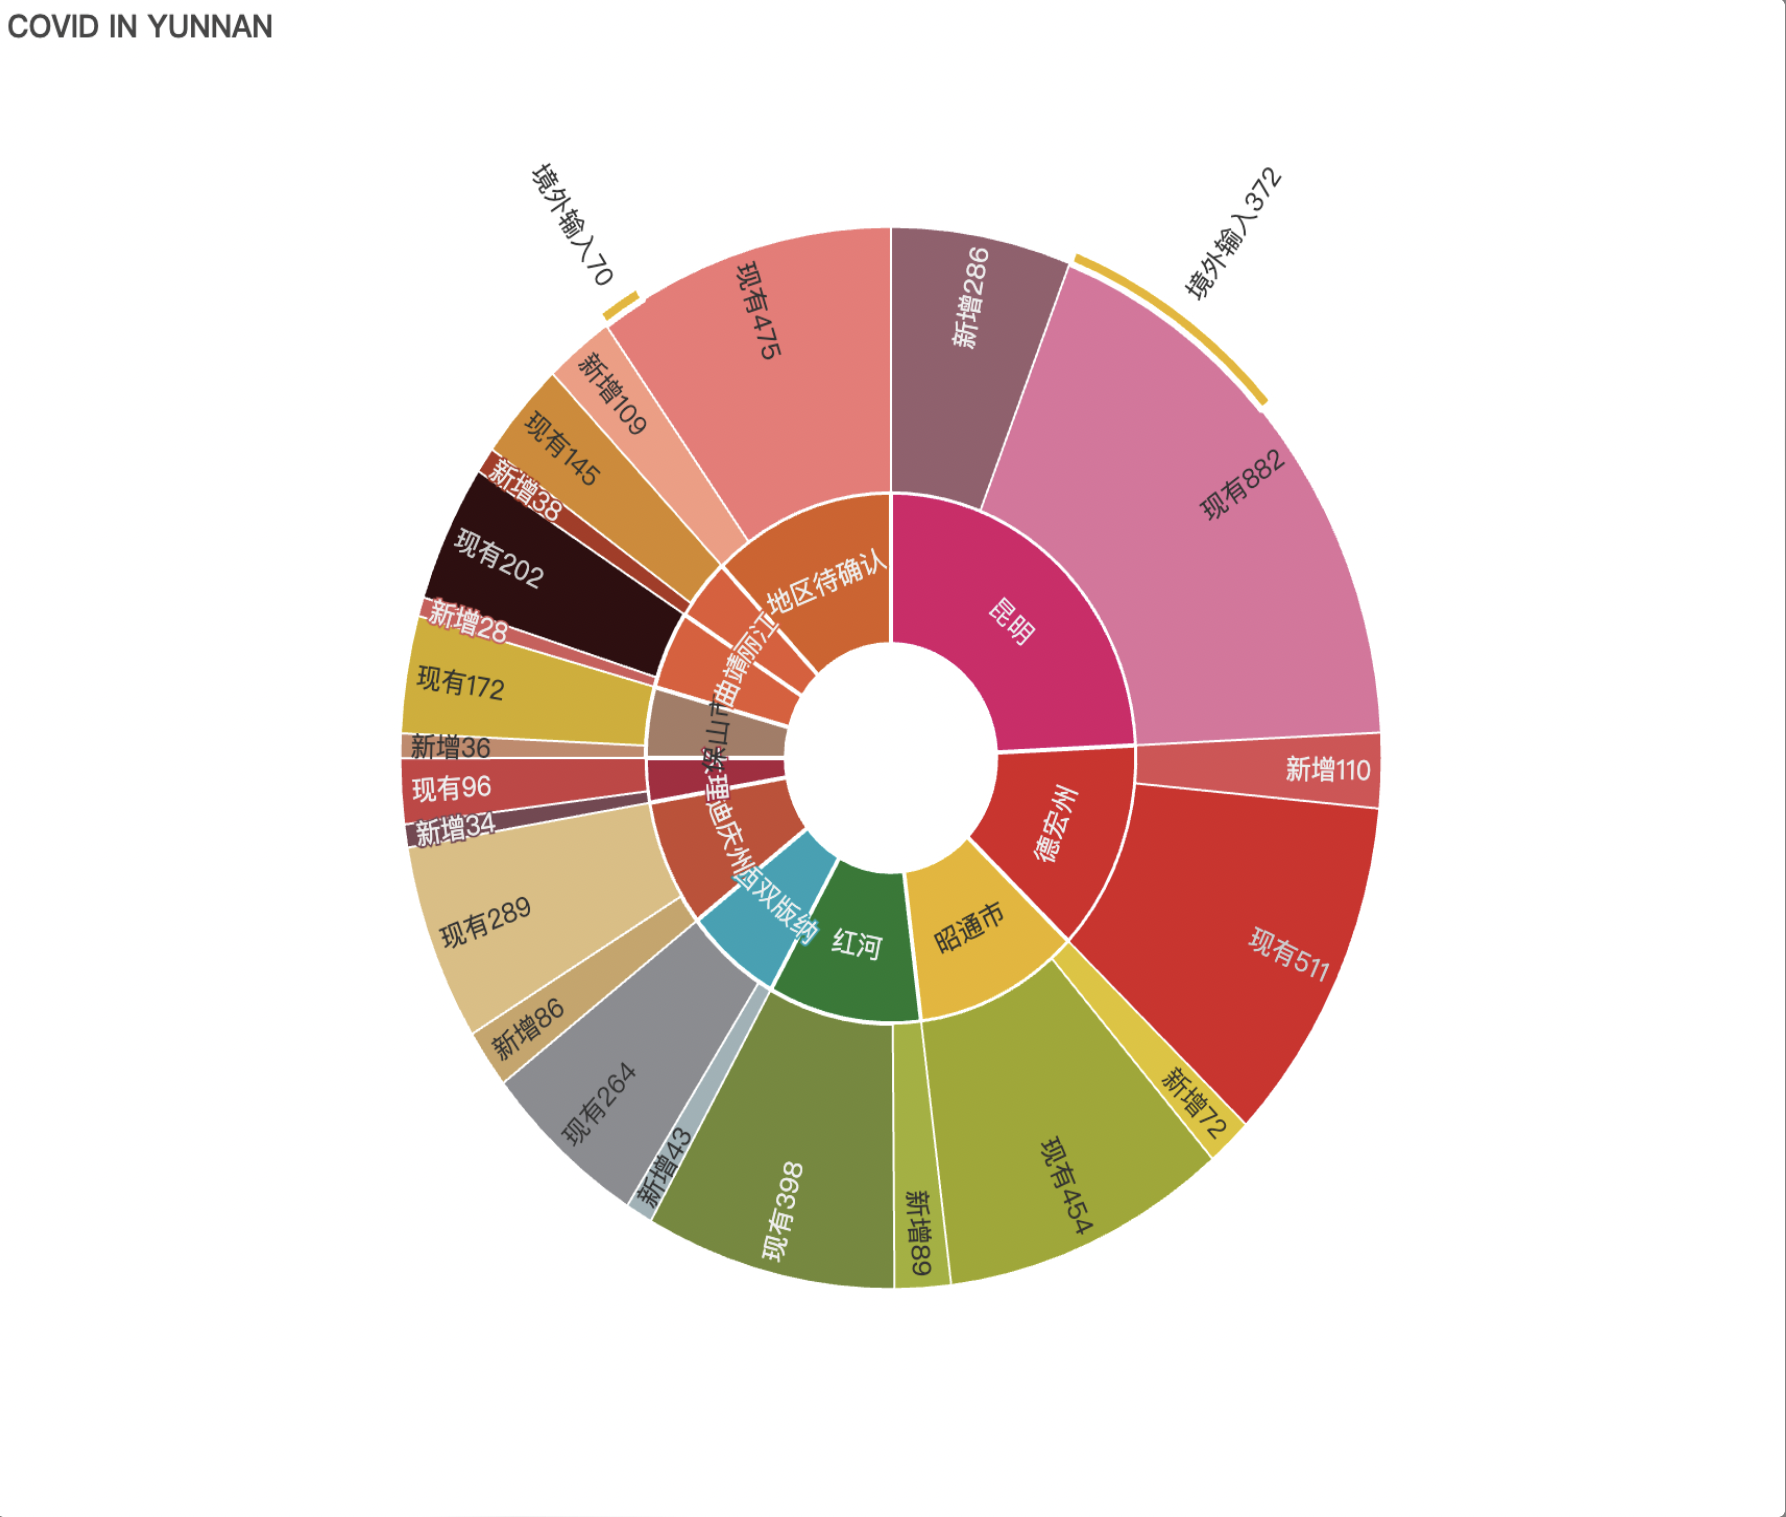 COVID IN YUNNAN
昆明
新增286
现有882
境外输入372
德宏州
新增110
现有511
昭通市
新增72
现有454
红河
新增89
现有398
西双版纳
新增43
现有264
迪庆州
新增86
现有289
理
新增34
现有96
山市
新增36
现有172
曲靖
新增28
现有202
丽江
新增38
现有145
地区待确认
新增109
现有475
境外输入70